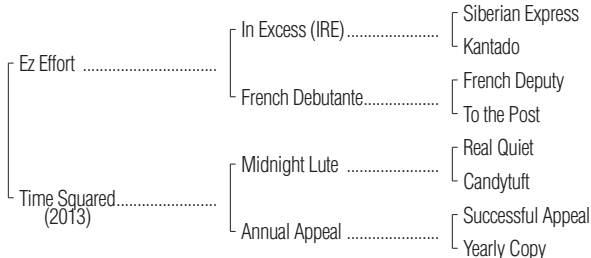 Siberian Express
In Excess (IRE)....................
Kantado
Ez Effort .............................
French Deputy
French Debutante................
To the Post
Real Quiet
Midnight Lute ....................
Candytuft
Time Squared.....................
(2013)
Successful Appeal
Annual Appeal ....................
Yearly Copy